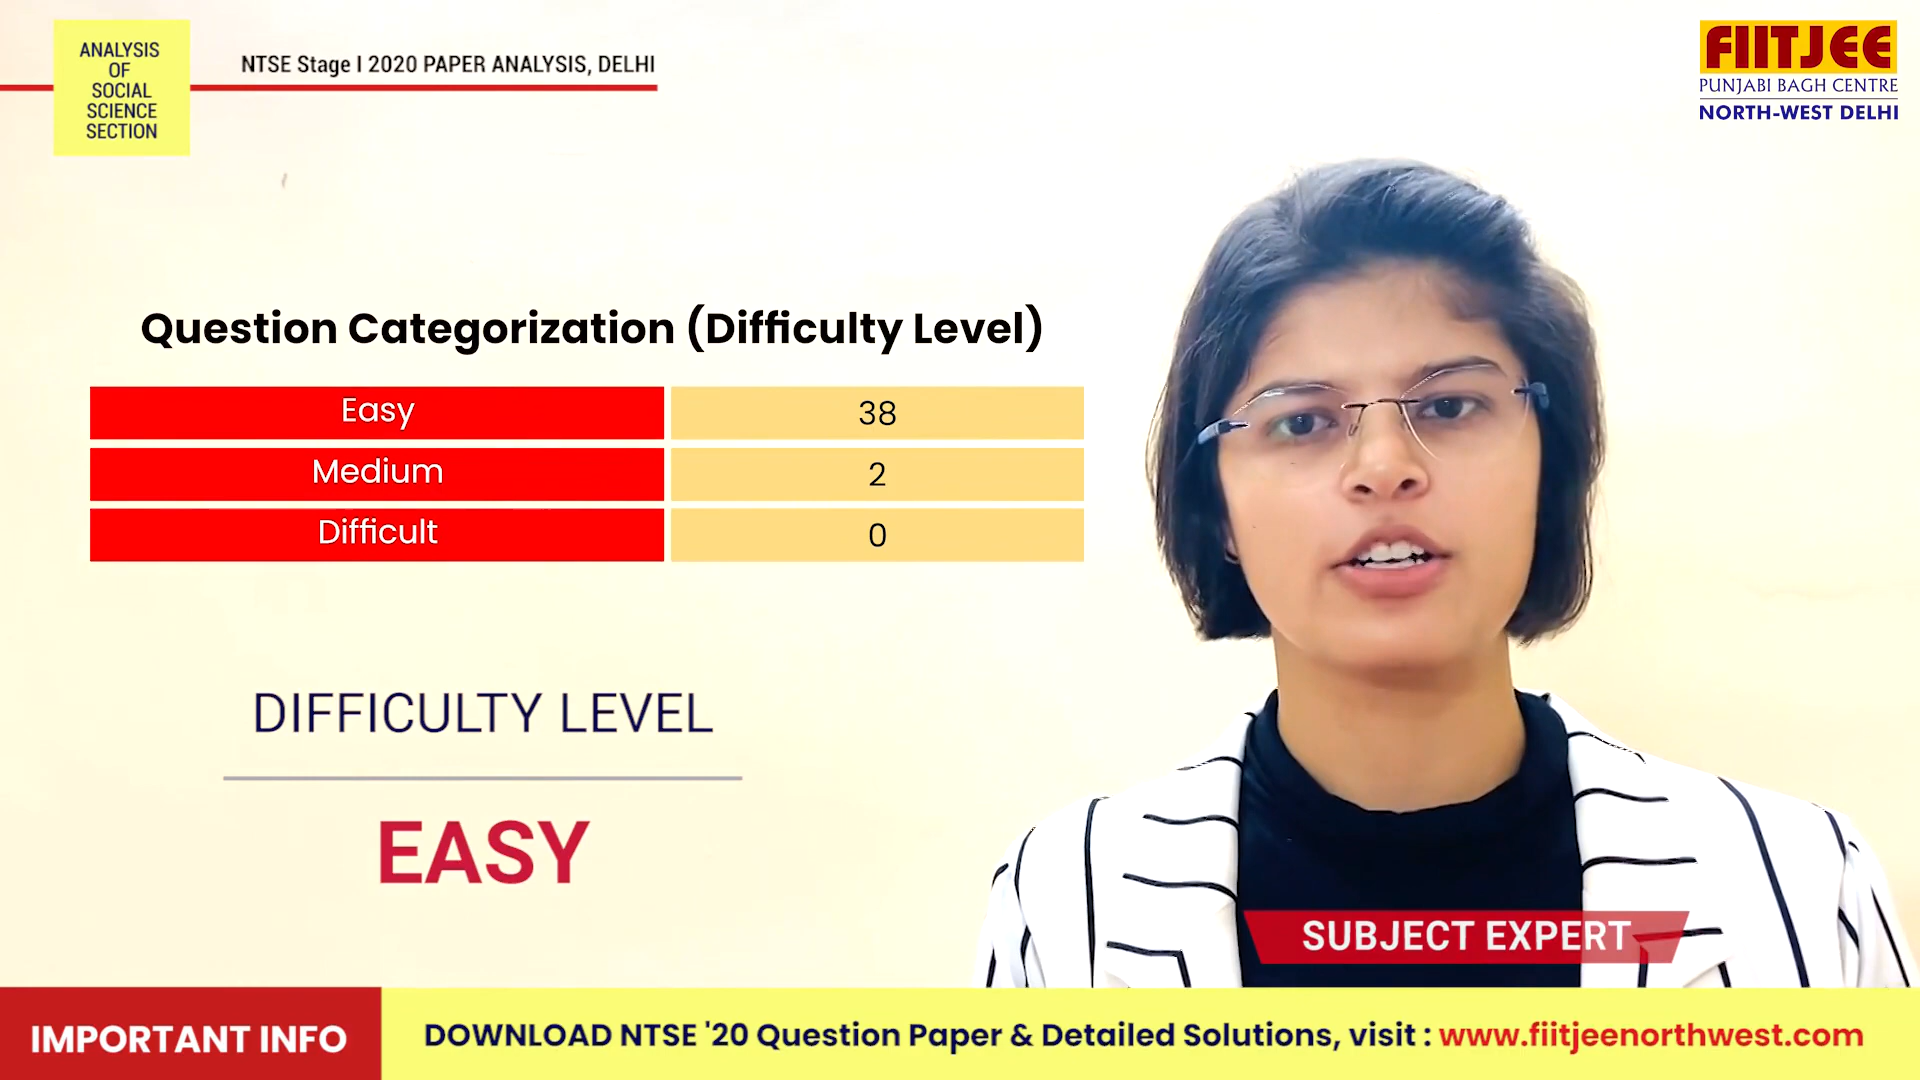 ANALYSIS
OF
SOCIAL
SCIENCE
SECTION
NTSE Stage I 2020 PAPER ANALYSIS, DELHI
FIITJEE
PUNJABI BAGH CENTRE
NORTH-WEST DELHI
Question Categorization (Difficulty Level)
Easy 38
Medium 2
Difficult 0
DIFFICULTY LEVEL
EASY
SUBJECT EXPERT
IMPORTANT INFO
DOWNLOAD NTSE '20 Question Paper & Detailed Solutions, visit : www.fiitjeenorthwest.com